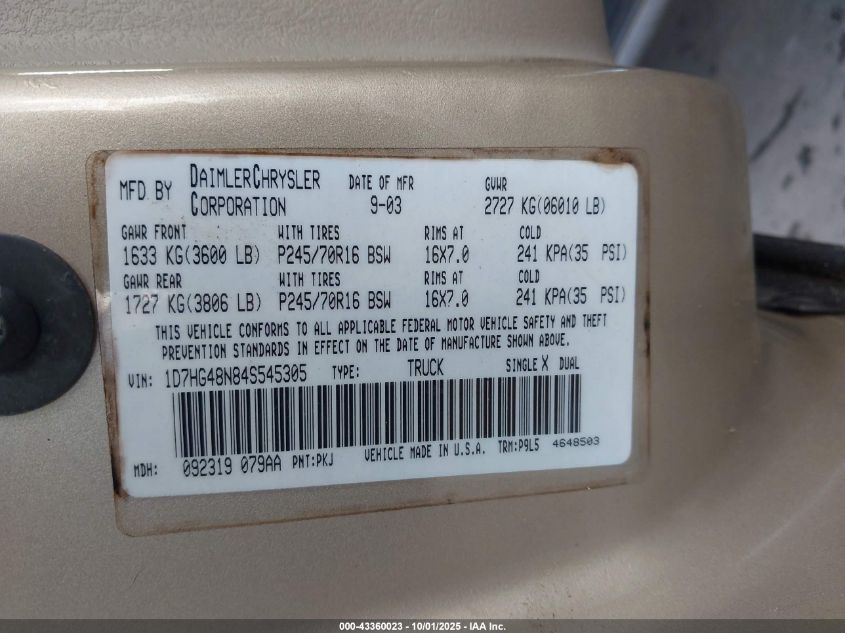 MFD BY DAIMLERCHRYSLER CORPORATION DATE OF MFR 9-03 GVWR 2727 KG(06010 LB)
GAWR FRONT WITH TIRES RIMS AT COLD
1633 KG(3600 LB) P245/70R16 BSW 16X7.0 241 KPA(35 PSI)
GAWR REAR WITH TIRES RIMS AT COLD
1727 KG(3806 LB) P245/70R16 BSW 16X7.0 241 KPA(35 PSI)
THIS VEHICLE CONFORMS TO ALL APPLICABLE FEDERAL MOTOR VEHICLE SAFETY AND THEFT
PREVENTION STANDARDS IN EFFECT ON THE DATE OF MANUFACTURE SHOWN ABOVE.
VIN: 1D7HG48N84S545305 TYPE: TRUCK SINGLE X DUAL
MDH: 092319 079AA PNT:PKJ VEHICLE MADE IN U.S.A. TRM:P9L5 4648503
000-43360023 - 10/01/2025 - IAA Inc.